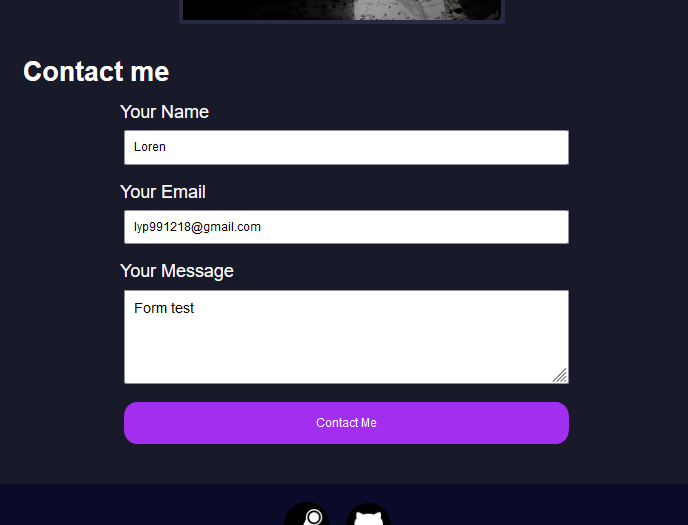 Contact me
Your Name
Loren
Your Email
lyp991218@gmail.com
Your Message
Form test
Contact Me